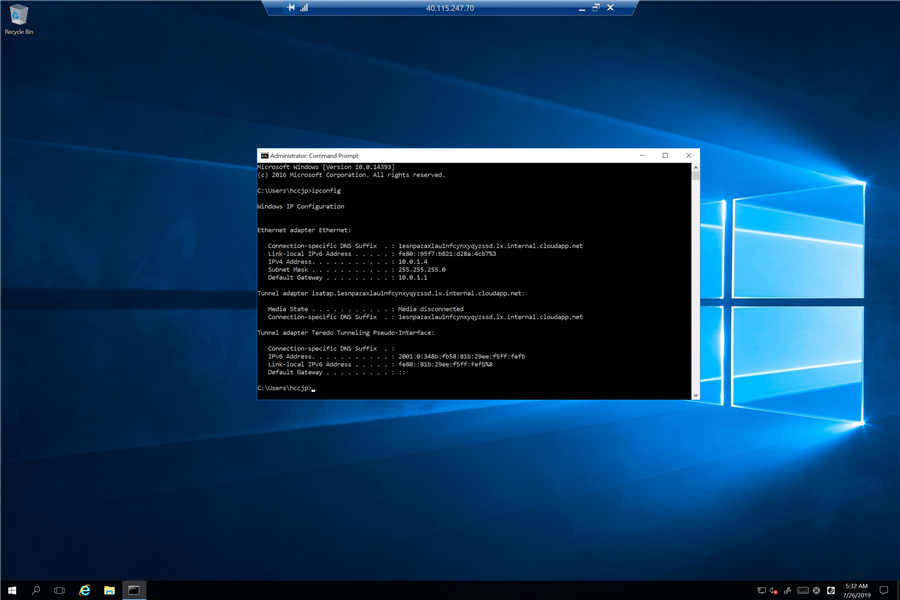 40.115.247.70
Recycle Bin
Administrator: Command Prompt
Microsoft Windows [Version 10.0.14393]
(c) 2016 Microsoft Corporation. All rights reserved.
C:\Users\hccjp>ipconfig
Windows IP Configuration
Ethernet adapter Ethernet:
Connection-specific DNS Suffix  . : 1esnpazaxlau1nfcynxyqyzssd.lx.internal.cloudapp.net
Link-local IPv6 Address . . . . . : fe80::95f7:b821:d28a:4cb7%3
IPv4 Address. . . . . . . . . . . : 10.0.1.4
Subnet Mask . . . . . . . . . . . : 255.255.255.0
Default Gateway . . . . . . . . . : 10.0.1.1
Tunnel adapter isatap.1esnpazaxlau1nfcynxyqyzssd.lx.internal.cloudapp.net:
Media State . . . . . . . . . . . : Media disconnected
Connection-specific DNS Suffix  . : 1esnpazaxlau1nfcynxyqyzssd.lx.internal.cloudapp.net
Tunnel adapter Teredo Tunneling Pseudo-Interface:
Connection-specific DNS Suffix  . :
IPv6 Address. . . . . . . . . . . : 2001:0:348b:fb58:81b:29ee:f5ff:fefb
Link-local IPv6 Address . . . . . : fe80::81b:29ee:f5ff:fefb%8
Default Gateway . . . . . . . . . : ::
C:\Users\hccjp>
5:32 AM
7/26/2019